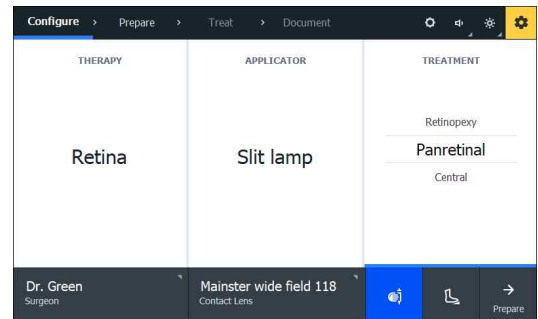 Configure > Prepare > Treat > Document
THERAPY
Retina
APPLICATOR
Slit lamp
TREATMENT
Retinopexy
Panretinal
Central
Dr. Green
Surgeon
Mainster wide field 118
Contact Lens
Prepare